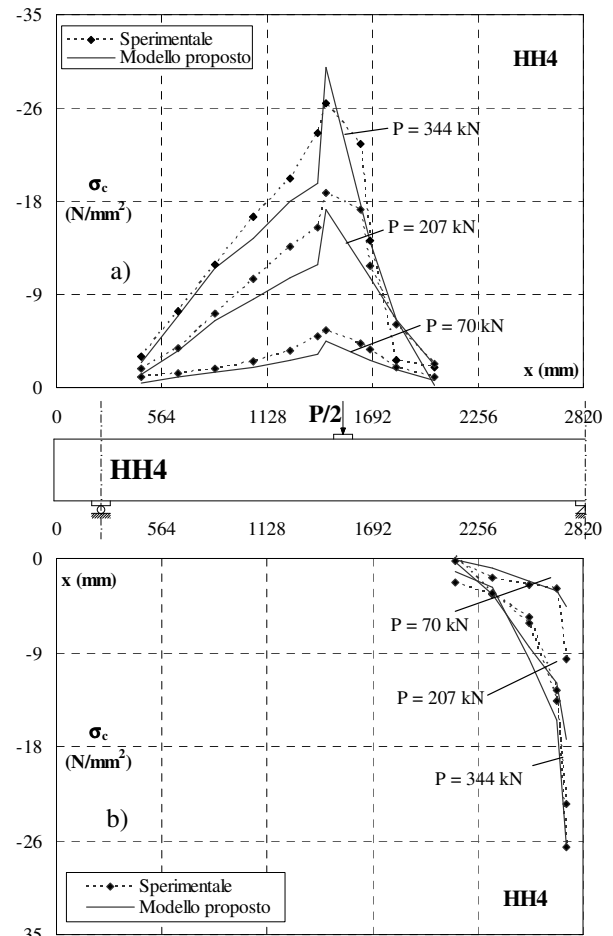 -35
Sperimentale
Modello proposto
HH4
-26
P = 344 kN
-18
σc
(N/mm²)
P = 207 kN
a)
-9
P = 70 kN
0
x (mm)
0 564 1128 1692 2256 2820
P/2
HH4
0 564 1128 1692 2256 2820
0
x (mm)
P = 70 kN
-9
P = 207 kN
σc
-18
(N/mm²)
P = 344 kN
b)
-26
Sperimentale
Modello proposto
HH4
35